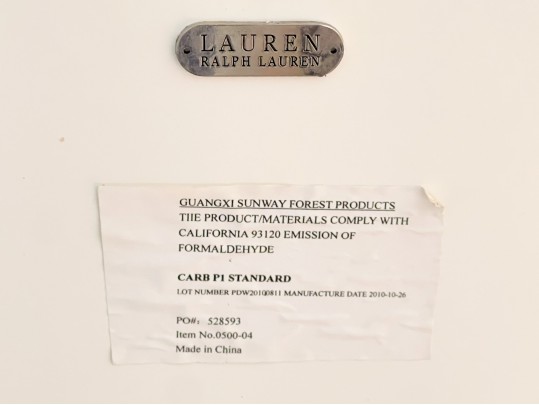 LAUREN
RALPH LAUREN
GUANGXI SUNWAY FOREST PRODUCTS
THE PRODUCT/MATERIALS COMPLY WITH
CALIFORNIA 93120 EMISSION OF
FORMALDEHYDE
CARB P1 STANDARD
LOT NUMBER PDW20100811 MANUFACTURE DATE 2010-10-26
PO#: 528593
Item No.0500-04
Made in China